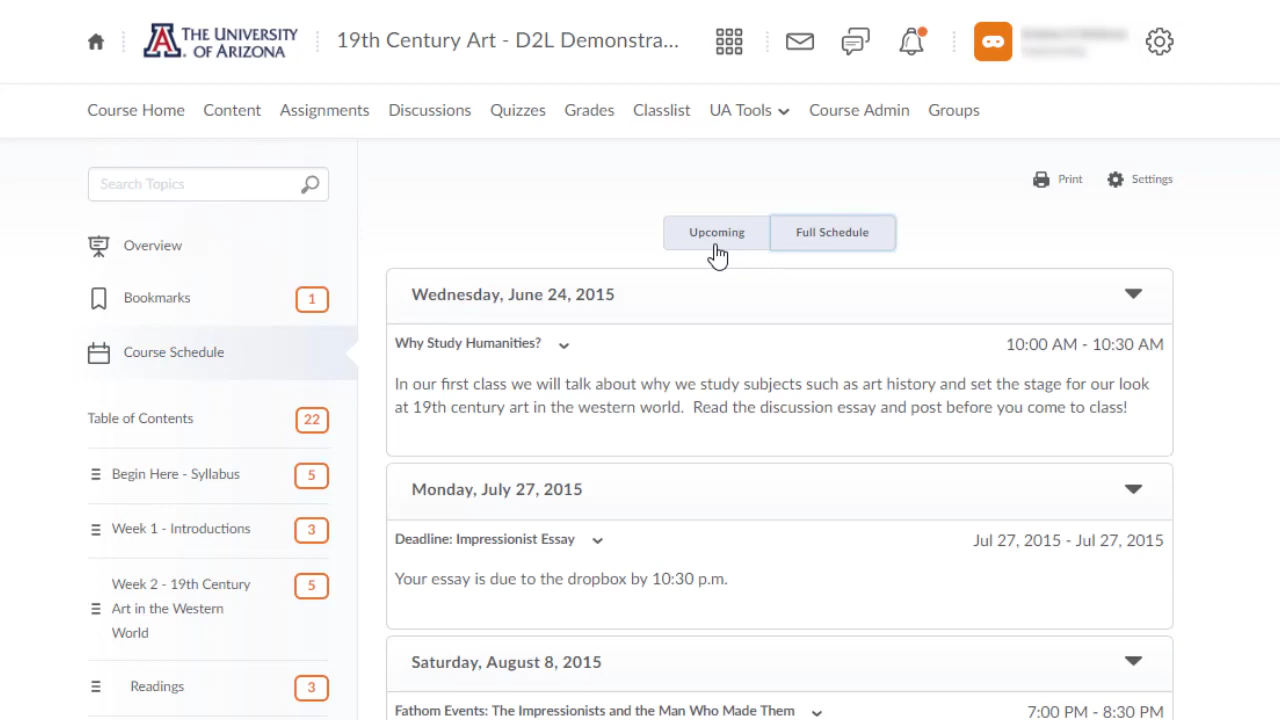 THE UNIVERSITY
OF ARIZONA
19th Century Art - D2L Demonstra...
Course Home Content Assignments Discussions Quizzes Grades Classlist UA Tools Course Admin Groups
Search Topics
Print Settings
Overview
Upcoming Full Schedule
Bookmarks 1
Course Schedule
Table of Contents 22
Begin Here - Syllabus 5
Week 1 - Introductions 3
Week 2 - 19th Century 5
Art in the Western
World
Readings 3
Wednesday, June 24, 2015
Why Study Humanities? 10:00 AM - 10:30 AM
In our first class we will talk about why we study subjects such as art history and set the stage for our look
at 19th century art in the western world. Read the discussion essay and post before you come to class!
Monday, July 27, 2015
Deadline: Impressionist Essay Jul 27, 2015 - Jul 27, 2015
Your essay is due to the dropbox by 10:30 p.m.
Saturday, August 8, 2015
Fathom Events: The Impressionists and the Man Who Made Them 7:00 PM - 8:30 PM